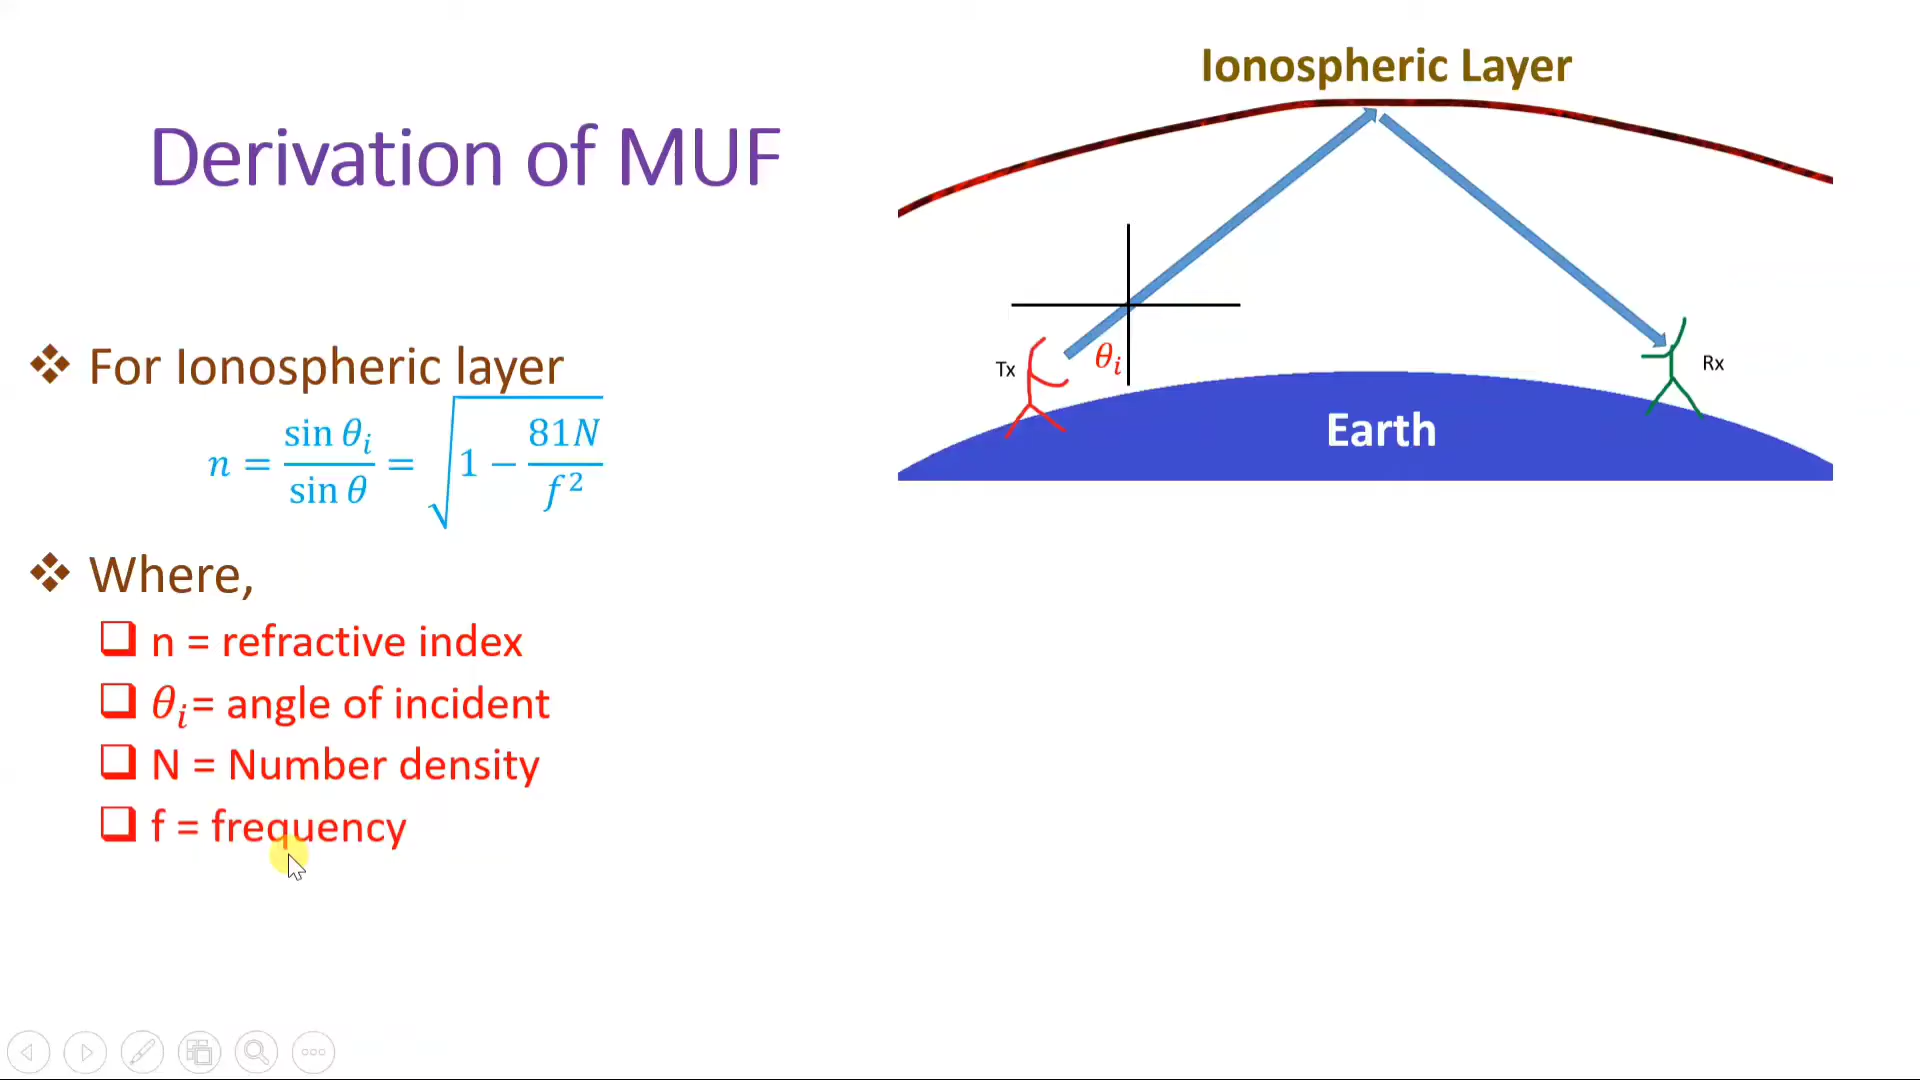 Derivation of MUF
❖ For Ionospheric layer
n = sin θᵢ / sin θ = √(1 − 81N / f²)
❖ Where,
❑ n = refractive index
❑ θᵢ= angle of incident
❑ N = Number density
❑ f = frequency
Ionospheric Layer
Tx
θᵢ
Rx
Earth